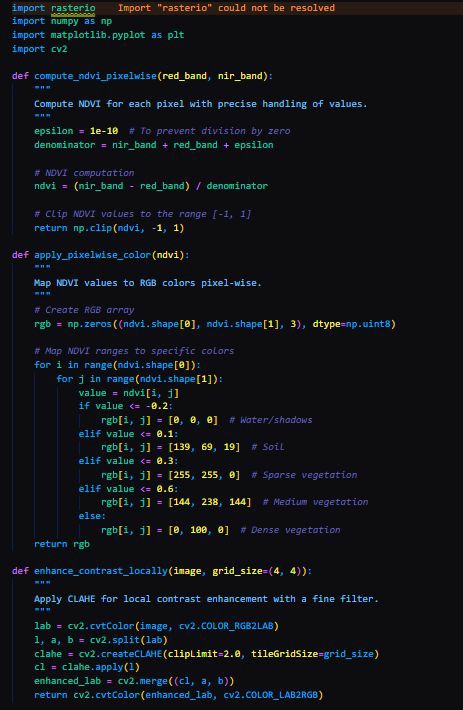 import rasterio    Import "rasterio" could not be resolved
import numpy as np
import matplotlib.pyplot as plt
import cv2

def compute_ndvi_pixelwise(red_band, nir_band):
    """
    Compute NDVI for each pixel with precise handling of values.
    """
    epsilon = 1e-10  # To prevent division by zero
    denominator = nir_band + red_band + epsilon

    # NDVI computation
    ndvi = (nir_band - red_band) / denominator

    # Clip NDVI values to the range [-1, 1]
    return np.clip(ndvi, -1, 1)

def apply_pixelwise_color(ndvi):
    """
    Map NDVI values to RGB colors pixel-wise.
    """
    # Create RGB array
    rgb = np.zeros((ndvi.shape[0], ndvi.shape[1], 3), dtype=np.uint8)

    # Map NDVI ranges to specific colors
    for i in range(ndvi.shape[0]):
        for j in range(ndvi.shape[1]):
            value = ndvi[i, j]
            if value <= -0.2:
                rgb[i, j] = [0, 0, 0]  # Water/shadows
            elif value <= 0.1:
                rgb[i, j] = [139, 69, 19]  # Soil
            elif value <= 0.3:
                rgb[i, j] = [255, 255, 0]  # Sparse vegetation
            elif value <= 0.6:
                rgb[i, j] = [144, 238, 144]  # Medium vegetation
            else:
                rgb[i, j] = [0, 100, 0]  # Dense vegetation
    return rgb

def enhance_contrast_locally(image, grid_size=(4, 4)):
    """
    Apply CLAHE for local contrast enhancement with a fine filter.
    """
    lab = cv2.cvtColor(image, cv2.COLOR_RGB2LAB)
    l, a, b = cv2.split(lab)
    clahe = cv2.createCLAHE(clipLimit=2.0, tileGridSize=grid_size)
    cl = clahe.apply(l)
    enhanced_lab = cv2.merge((cl, a, b))
    return cv2.cvtColor(enhanced_lab, cv2.COLOR_LAB2RGB)